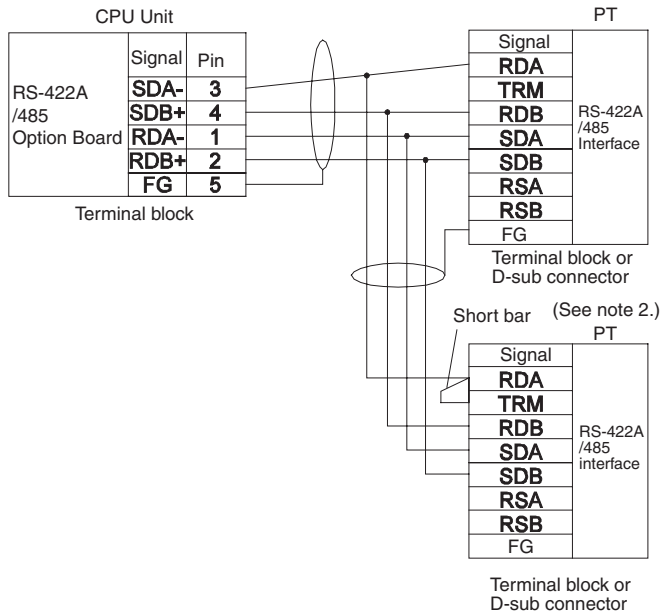 CPU Unit
RS-422A
/485
Option Board
Signal Pin
SDA- 3
SDB+ 4
RDA- 1
RDB+ 2
FG 5
Terminal block
PT
Signal
RDA
TRM
RDB
SDA
SDB
RSA
RSB
FG
RS-422A
/485
Interface
Terminal block or
D-sub connector
Short bar
(See note 2.)
PT
Signal
RDA
TRM
RDB
SDA
SDB
RSA
RSB
FG
RS-422A
/485
interface
Terminal block or
D-sub connector